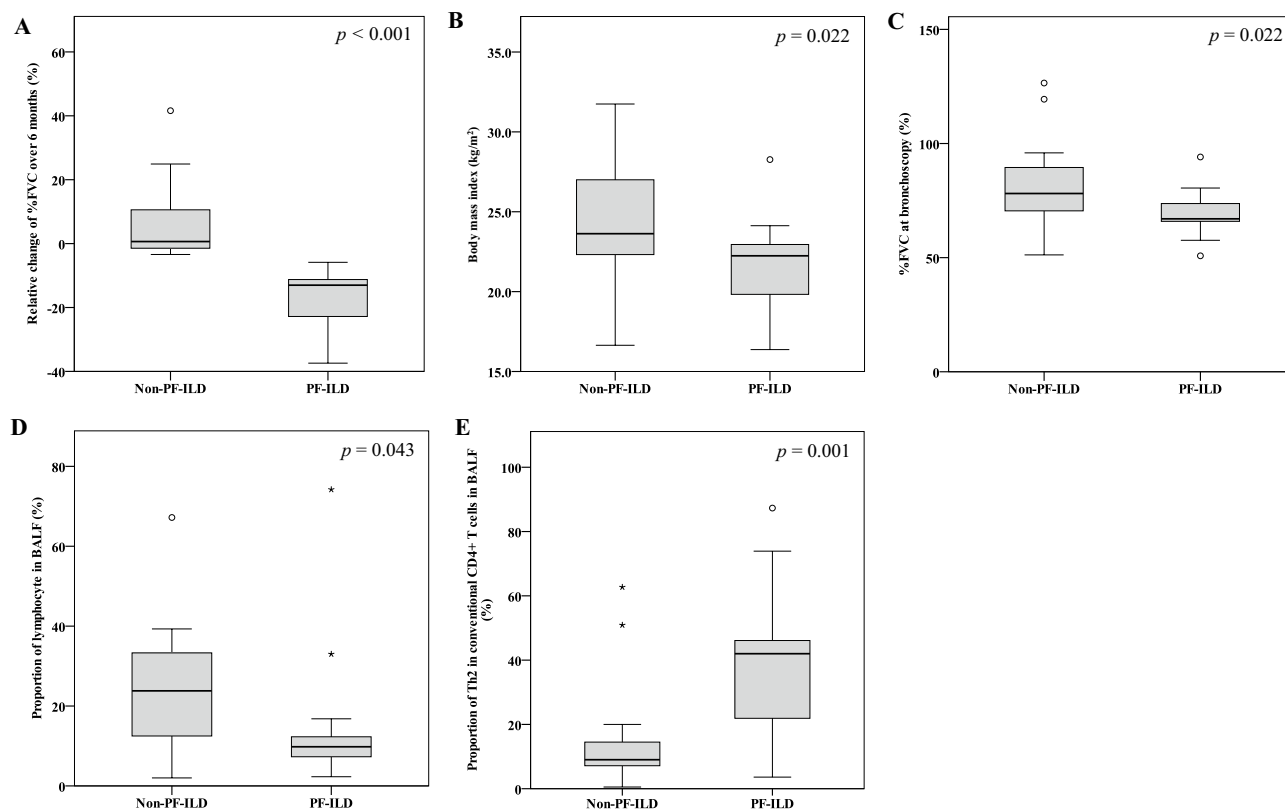 A
p < 0.001
Relative change of %FVC over 6 months (%)
60
40
20
0
-20
-40
Non-PF-ILD
PF-ILD
B
p = 0.022
Body mass index (kg/m²)
35.0
30.0
25.0
20.0
15.0
Non-PF-ILD
PF-ILD
C
p = 0.022
%FVC at bronchoscopy (%)
150
100
50
0
Non-PF-ILD
PF-ILD
D
p = 0.043
Proportion of lymphocyte in BALF (%)
80
60
40
20
0
Non-PF-ILD
PF-ILD
E
p = 0.001
Proportion of Th2 in conventional CD4+ T cells in BALF
(%)
100
80
60
40
20
0
Non-PF-ILD
PF-ILD